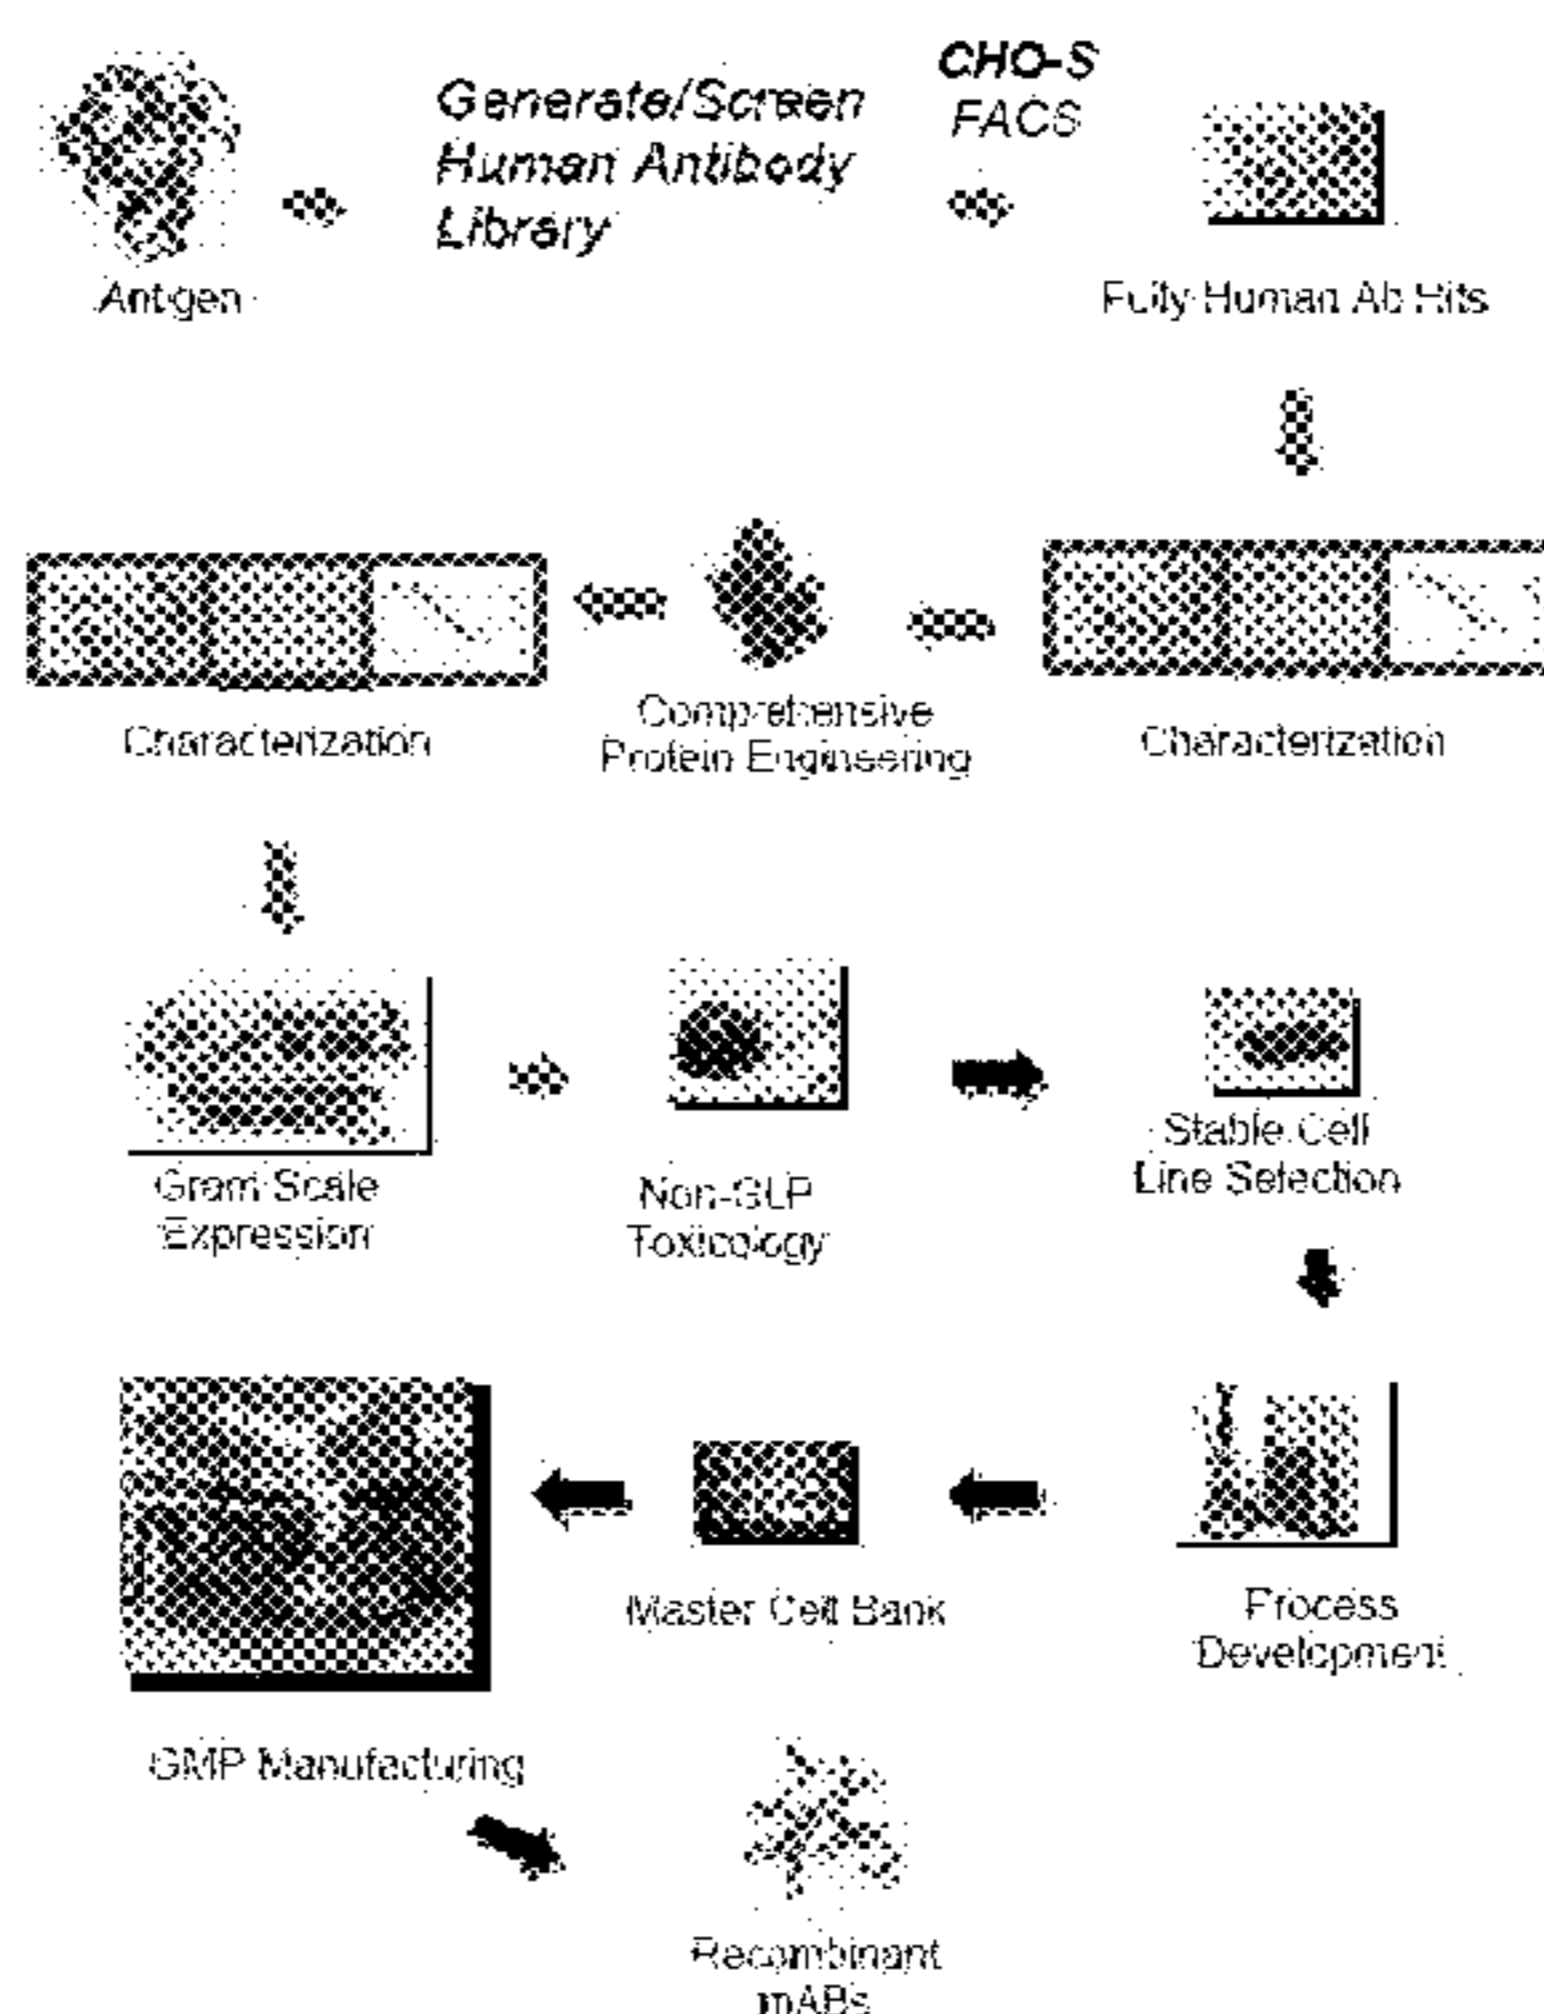 CHO-S
FACS
Generate/Screen
Human Antibody
Library
Antigen
Fully Human Ab Hits
Characterization
Comprehensive
Protein Engineering
Characterization
Gram Scale
Expression
Non-GLP
Toxicology
Stable Cell
Line Selection
GMP Manufacturing
Master Cell Bank
Process
Development
Recombinant
mABs